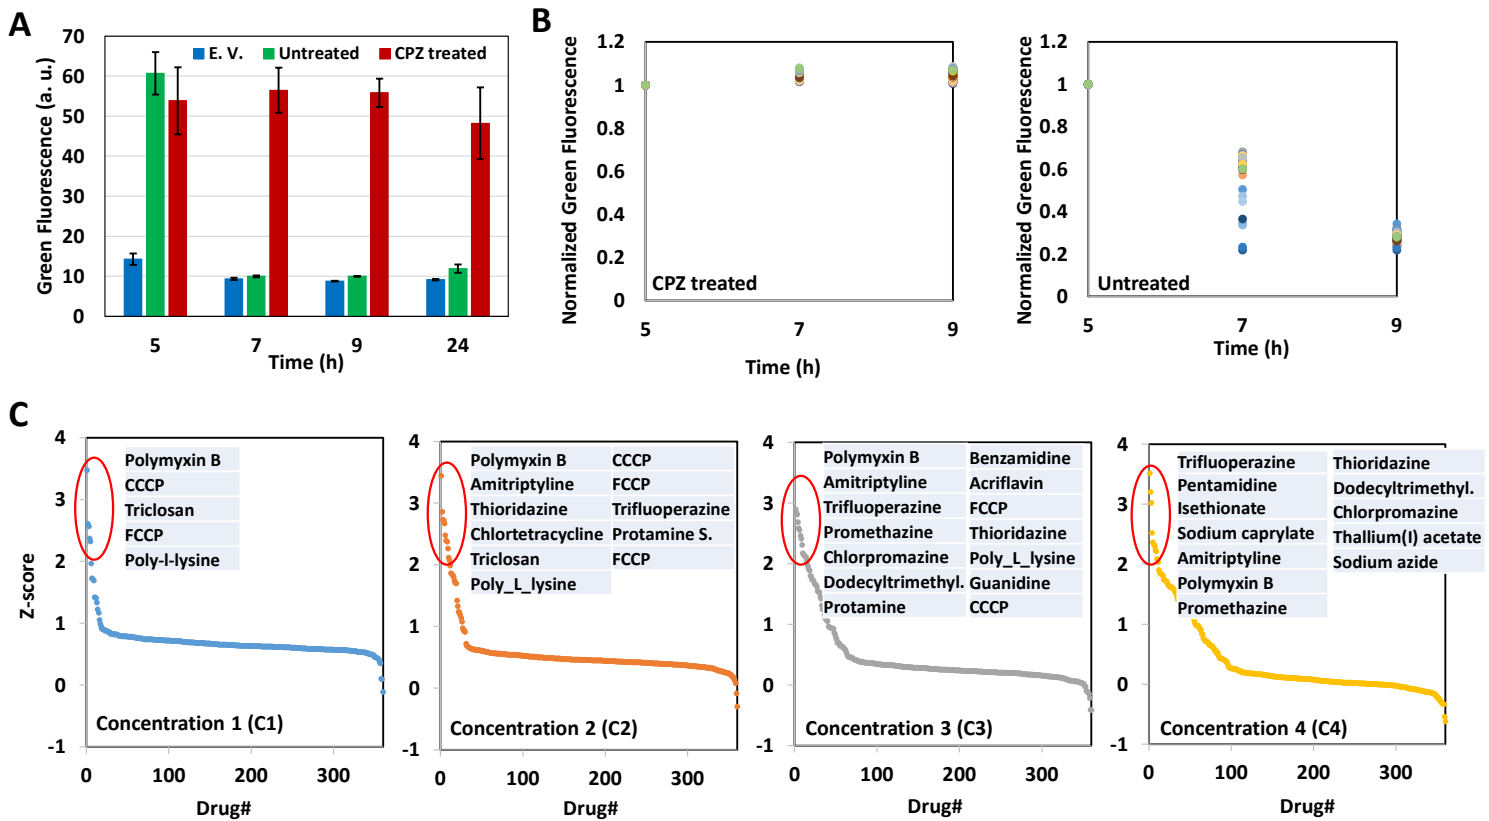 A
70
60
50
40
30
20
10
0
Green Fluorescence (a. u.)
E. V.
Untreated
CPZ treated
5
7
9
24
Time (h)
B
1.2
1
0.8
0.6
0.4
0.2
0
Normalized Green Fluorescence
CPZ treated
5
7
9
Time (h)
1.2
1
0.8
0.6
0.4
0.2
0
Normalized Green Fluorescence
Untreated
5
7
9
Time (h)
C
Z-score
4
3
2
1
0
-1
Polymyxin B
CCCP
Triclosan
FCCP
Poly-l-lysine
Concentration 1 (C1)
0
100
200
300
Drug#
4
3
2
1
0
-1
Polymyxin B CCCP
Amitriptyline FCCP
Thioridazine Trifluoperazine
Chlortetracycline Protamine S.
Triclosan FCCP
Poly_L_lysine
Concentration 2 (C2)
0
100
200
300
Drug#
4
3
2
1
0
-1
Polymyxin B Benzamidine
Amitriptyline Acriflavin
Trifluoperazine FCCP
Promethazine Thioridazine
Chlorpromazine Poly_L_lysine
Dodecyltrimethyl. Guanidine
Protamine CCCP
Concentration 3 (C3)
0
100
200
300
Drug#
4
3
2
1
0
-1
Trifluoperazine Thioridazine
Pentamidine Dodecyltrimethyl.
Isethionate Chlorpromazine
Sodium caprylate Thallium(I) acetate
Amitriptyline Sodium azide
Polymyxin B
Promethazine
Concentration 4 (C4)
0
100
200
300
Drug#